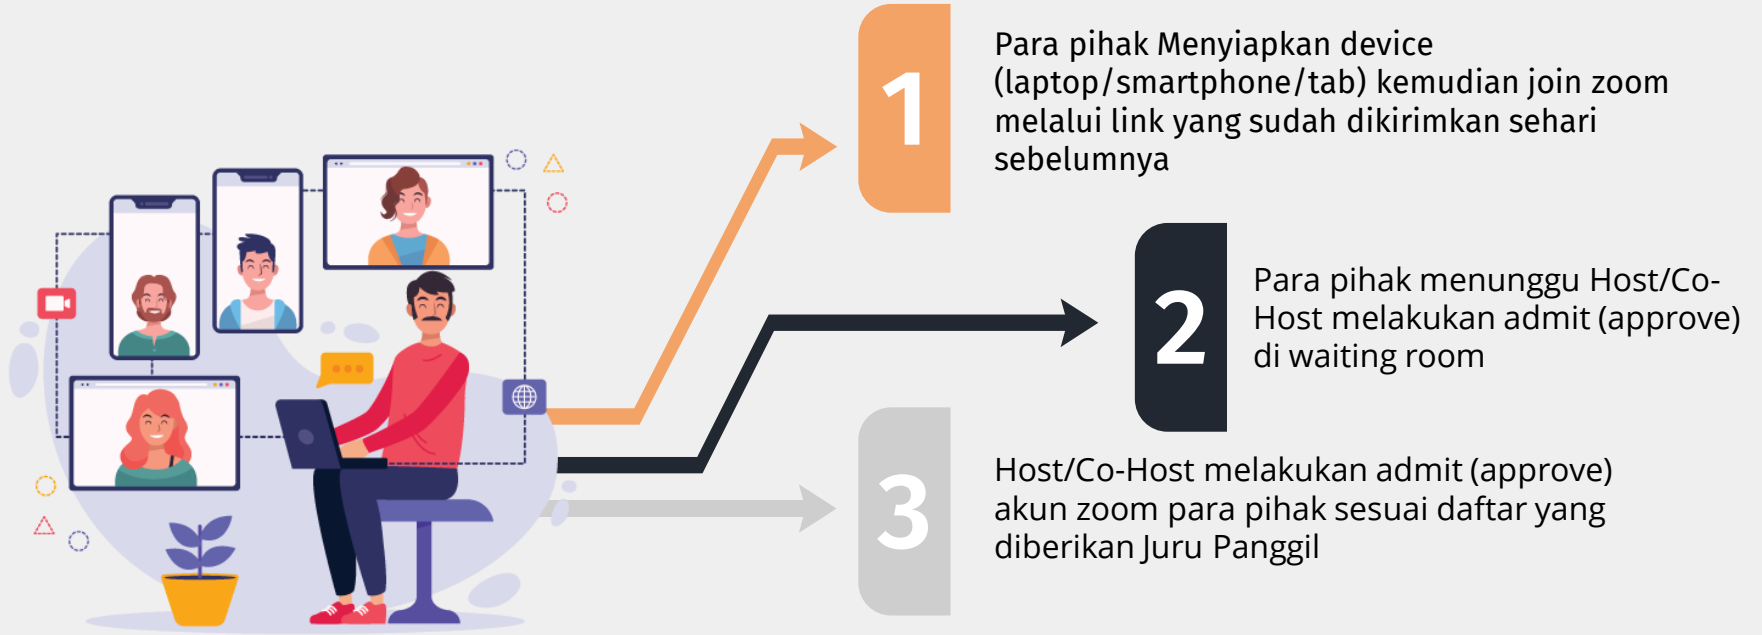 1
Para pihak Menyiapkan device
(laptop/smartphone/tab) kemudian join zoom
melalui link yang sudah dikirimkan sehari
sebelumnya
2
Para pihak menunggu Host/Co-
Host melakukan admit (approve)
di waiting room
3
Host/Co-Host melakukan admit (approve)
akun zoom para pihak sesuai daftar yang
diberikan Juru Panggil